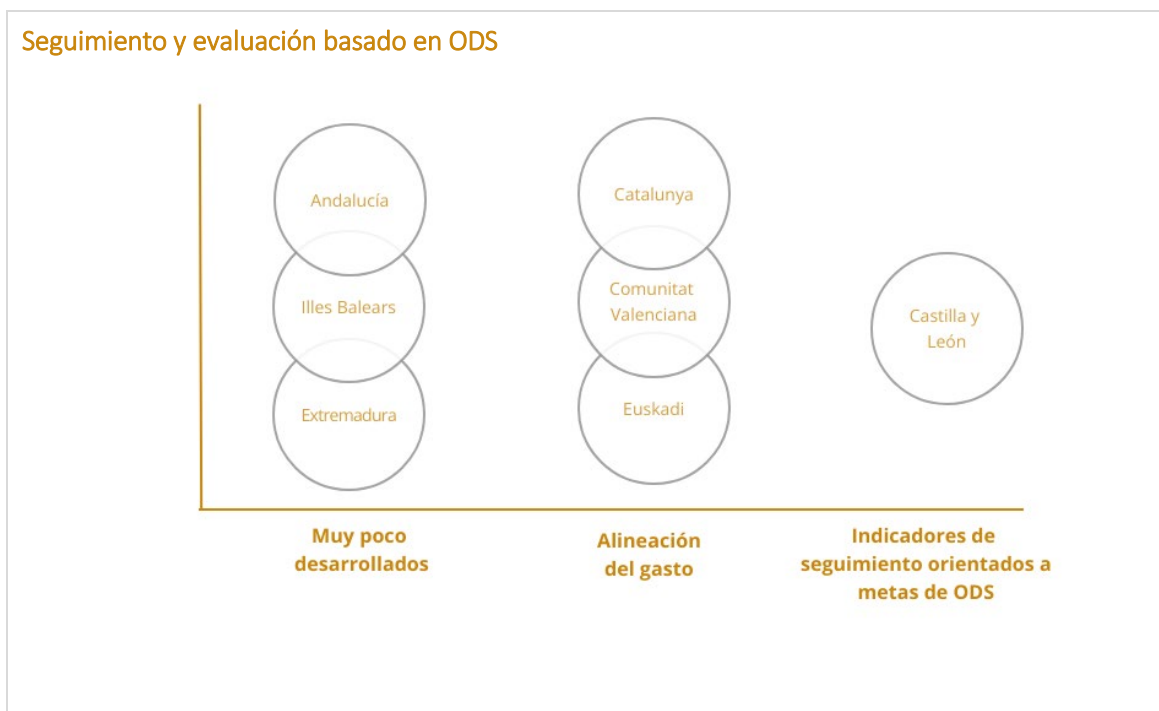 Seguimiento y evaluación basado en ODS
Andalucía
Illes Balears
Extremadura
Catalunya
Comunitat
Valenciana
Euskadi
Castilla y
León
Muy poco
desarrollados
Alineación
del gasto
Indicadores de
seguimiento orientados a
metas de ODS